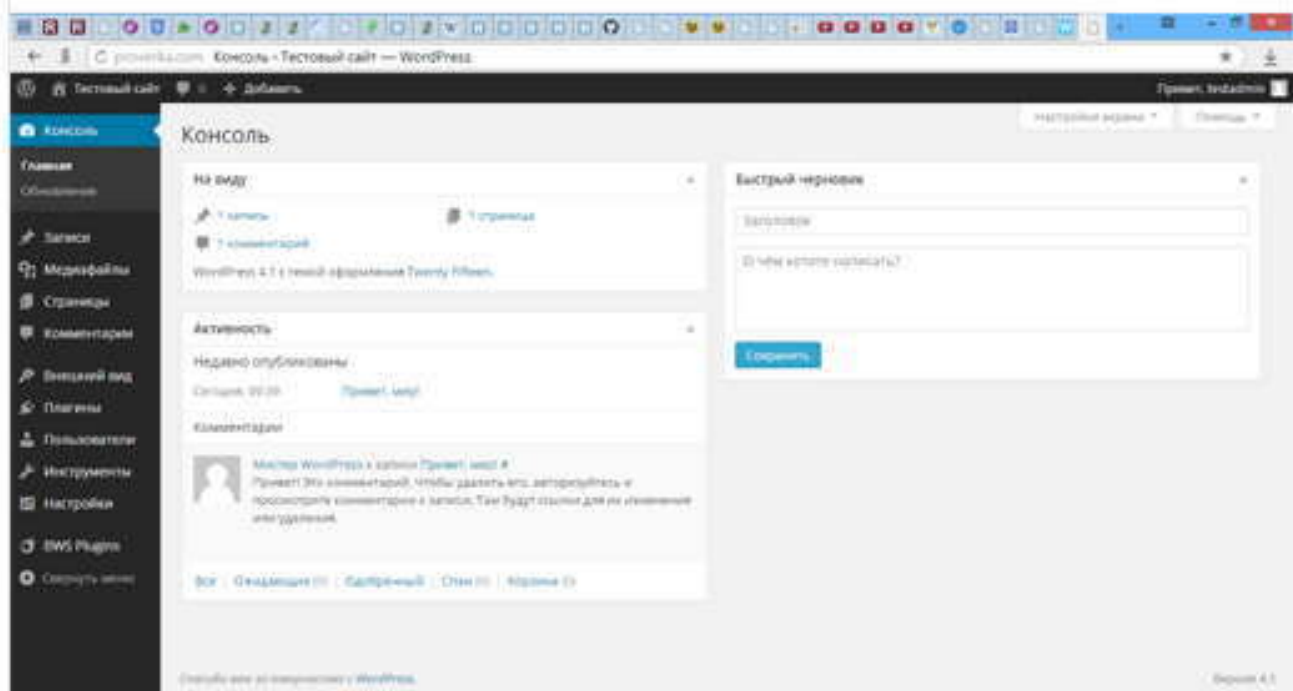 Консоль ‹ Тестовый сайт — WordPress
Тестовый сайт
Добавить
Привет, testadmin
Консоль
Настройки экрана
Помощь
Консоль
Главная
Обновления
Записи
Медиафайлы
Страницы
Комментарии
Внешний вид
Плагины
Пользователи
Инструменты
Настройки
BWS Plugins
Свернуть меню
На виду
1 запись
1 страница
1 комментарий
WordPress 4.1 с темой оформления Twenty Fifteen.
Активность
Недавно опубликованы
Сегодня, Привет, мир!
Комментарии
Мистер WordPress к записи Привет, мир! #
Привет! Это комментарий. Чтобы удалить его, авторизуйтесь и
просмотрите комментарии к записи. Там будут ссылки для их изменения
или удаления.
Все | Ожидающие (0) | Одобренный | Спам (0) | Корзина (0)
Быстрый черновик
Заголовок
О чём хотите написать?
Сохранить
Спасибо вам за творчество с WordPress.
Версия 4.1